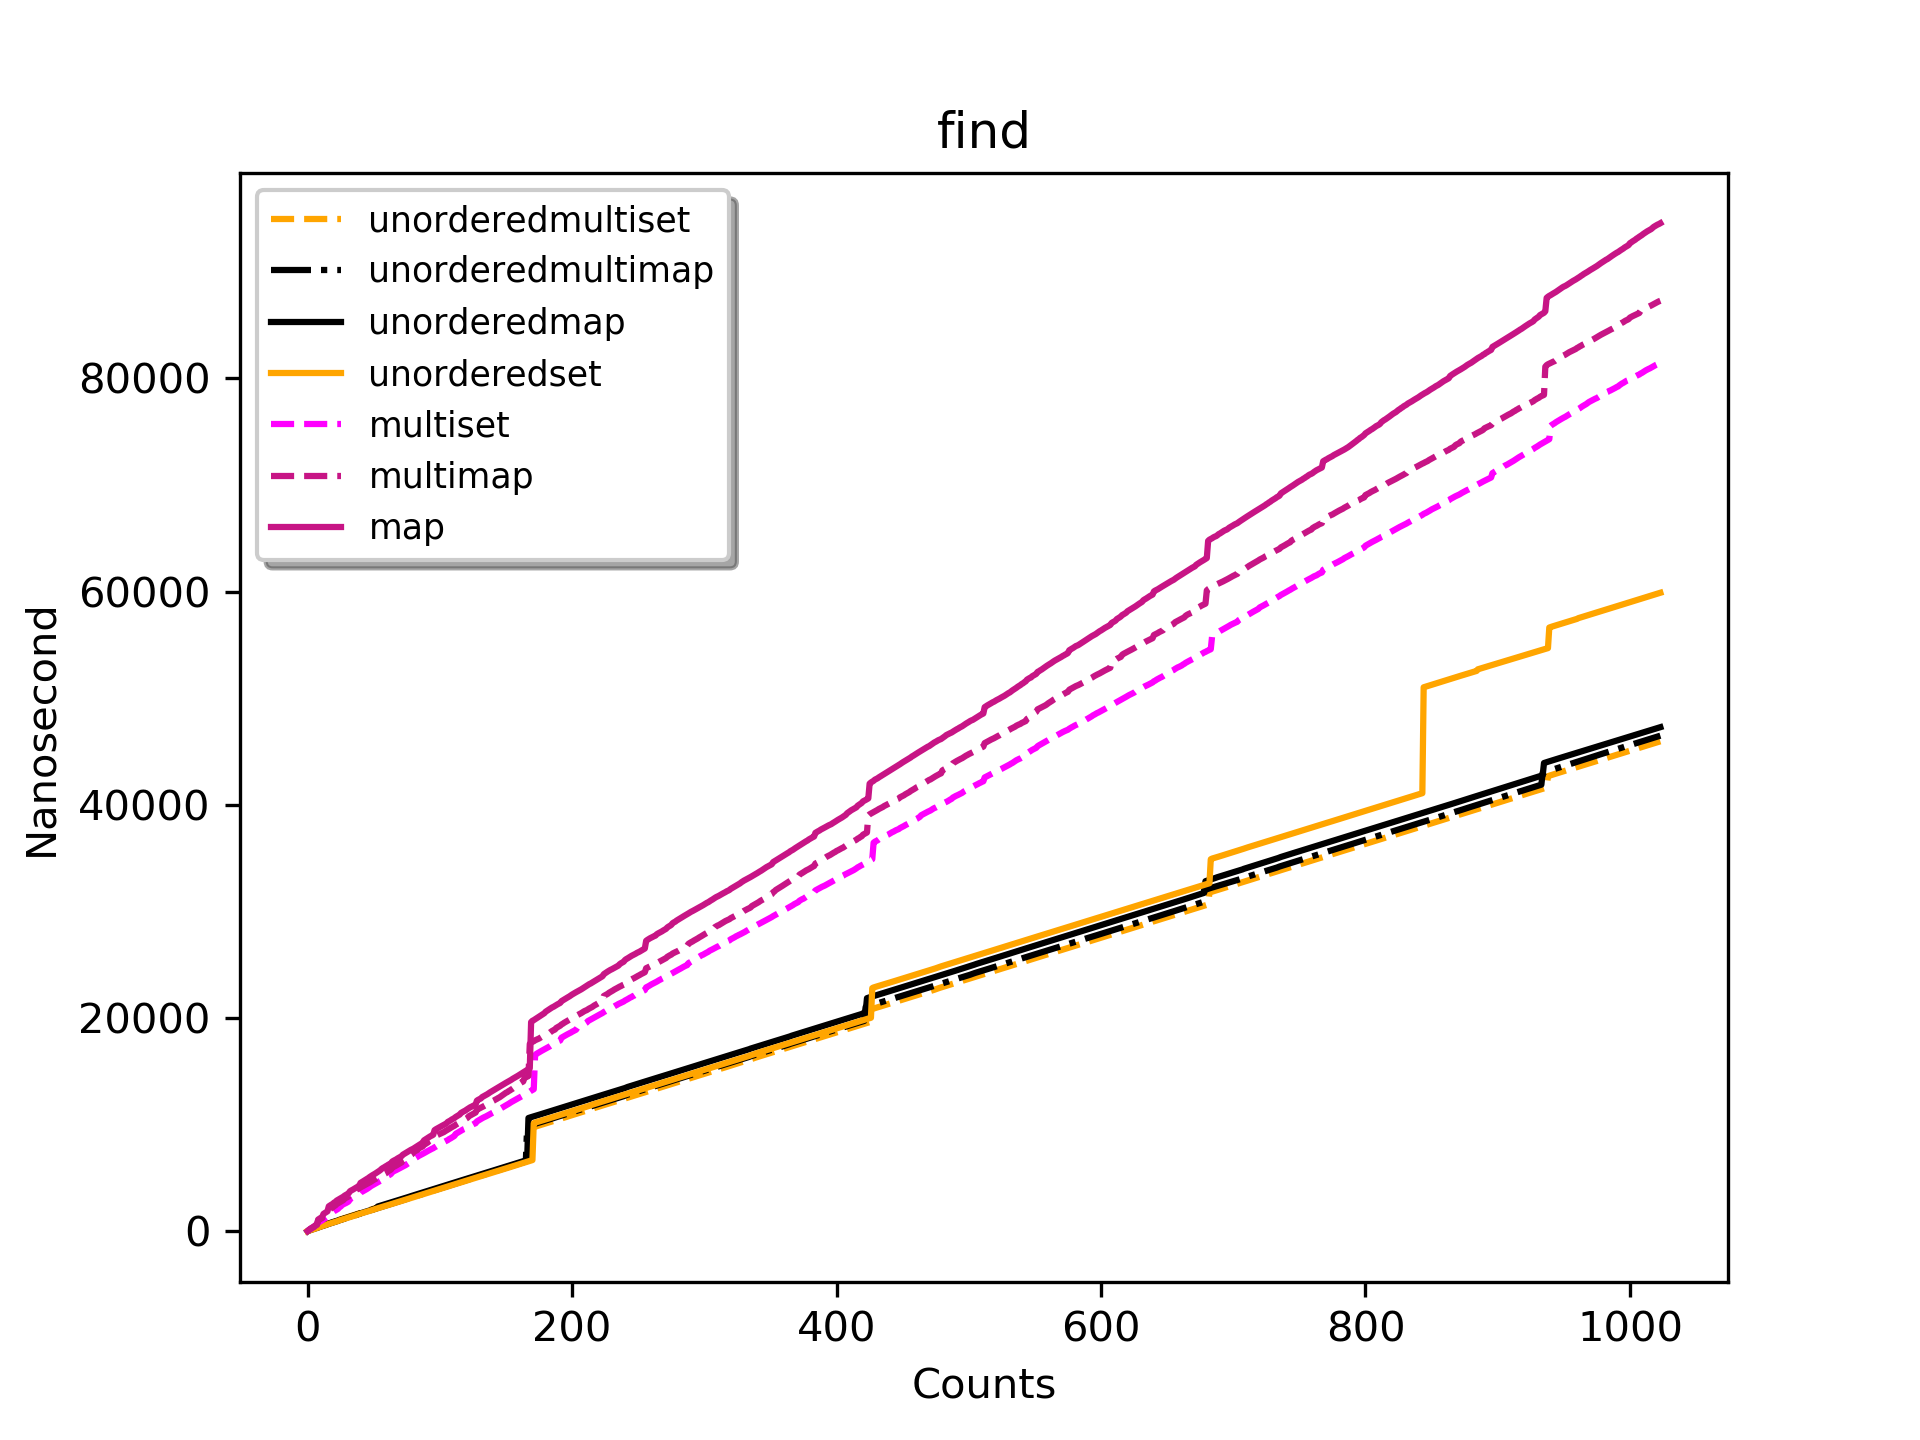 find
unorderedmultiset
unorderedmultimap
unorderedmap
unorderedset
multiset
multimap
map
Nanosecond
80000
60000
40000
20000
0
0 200 400 600 800 1000
Counts